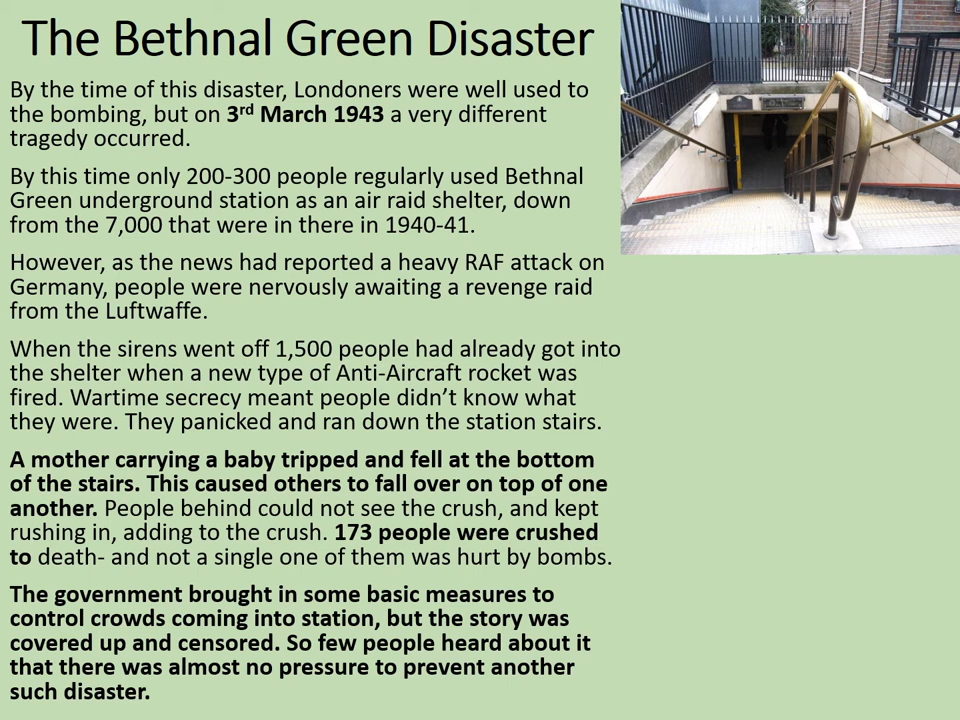 The Bethnal Green Disaster
By the time of this disaster, Londoners were well used to
the bombing, but on 3rd March 1943 a very different
tragedy occurred.
By this time only 200-300 people regularly used Bethnal
Green underground station as an air raid shelter, down
from the 7,000 that were in there in 1940-41.
However, as the news had reported a heavy RAF attack on
Germany, people were nervously awaiting a revenge raid
from the Luftwaffe.
When the sirens went off 1,500 people had already got into
the shelter when a new type of Anti-Aircraft rocket was
fired. Wartime secrecy meant people didn’t know what
they were. They panicked and ran down the station stairs.
A mother carrying a baby tripped and fell at the bottom
of the stairs. This caused others to fall over on top of one
another. People behind could not see the crush, and kept
rushing in, adding to the crush. 173 people were crushed
to death- and not a single one of them was hurt by bombs.
The government brought in some basic measures to
control crowds coming into station, but the story was
covered up and censored. So few people heard about it
that there was almost no pressure to prevent another
such disaster.